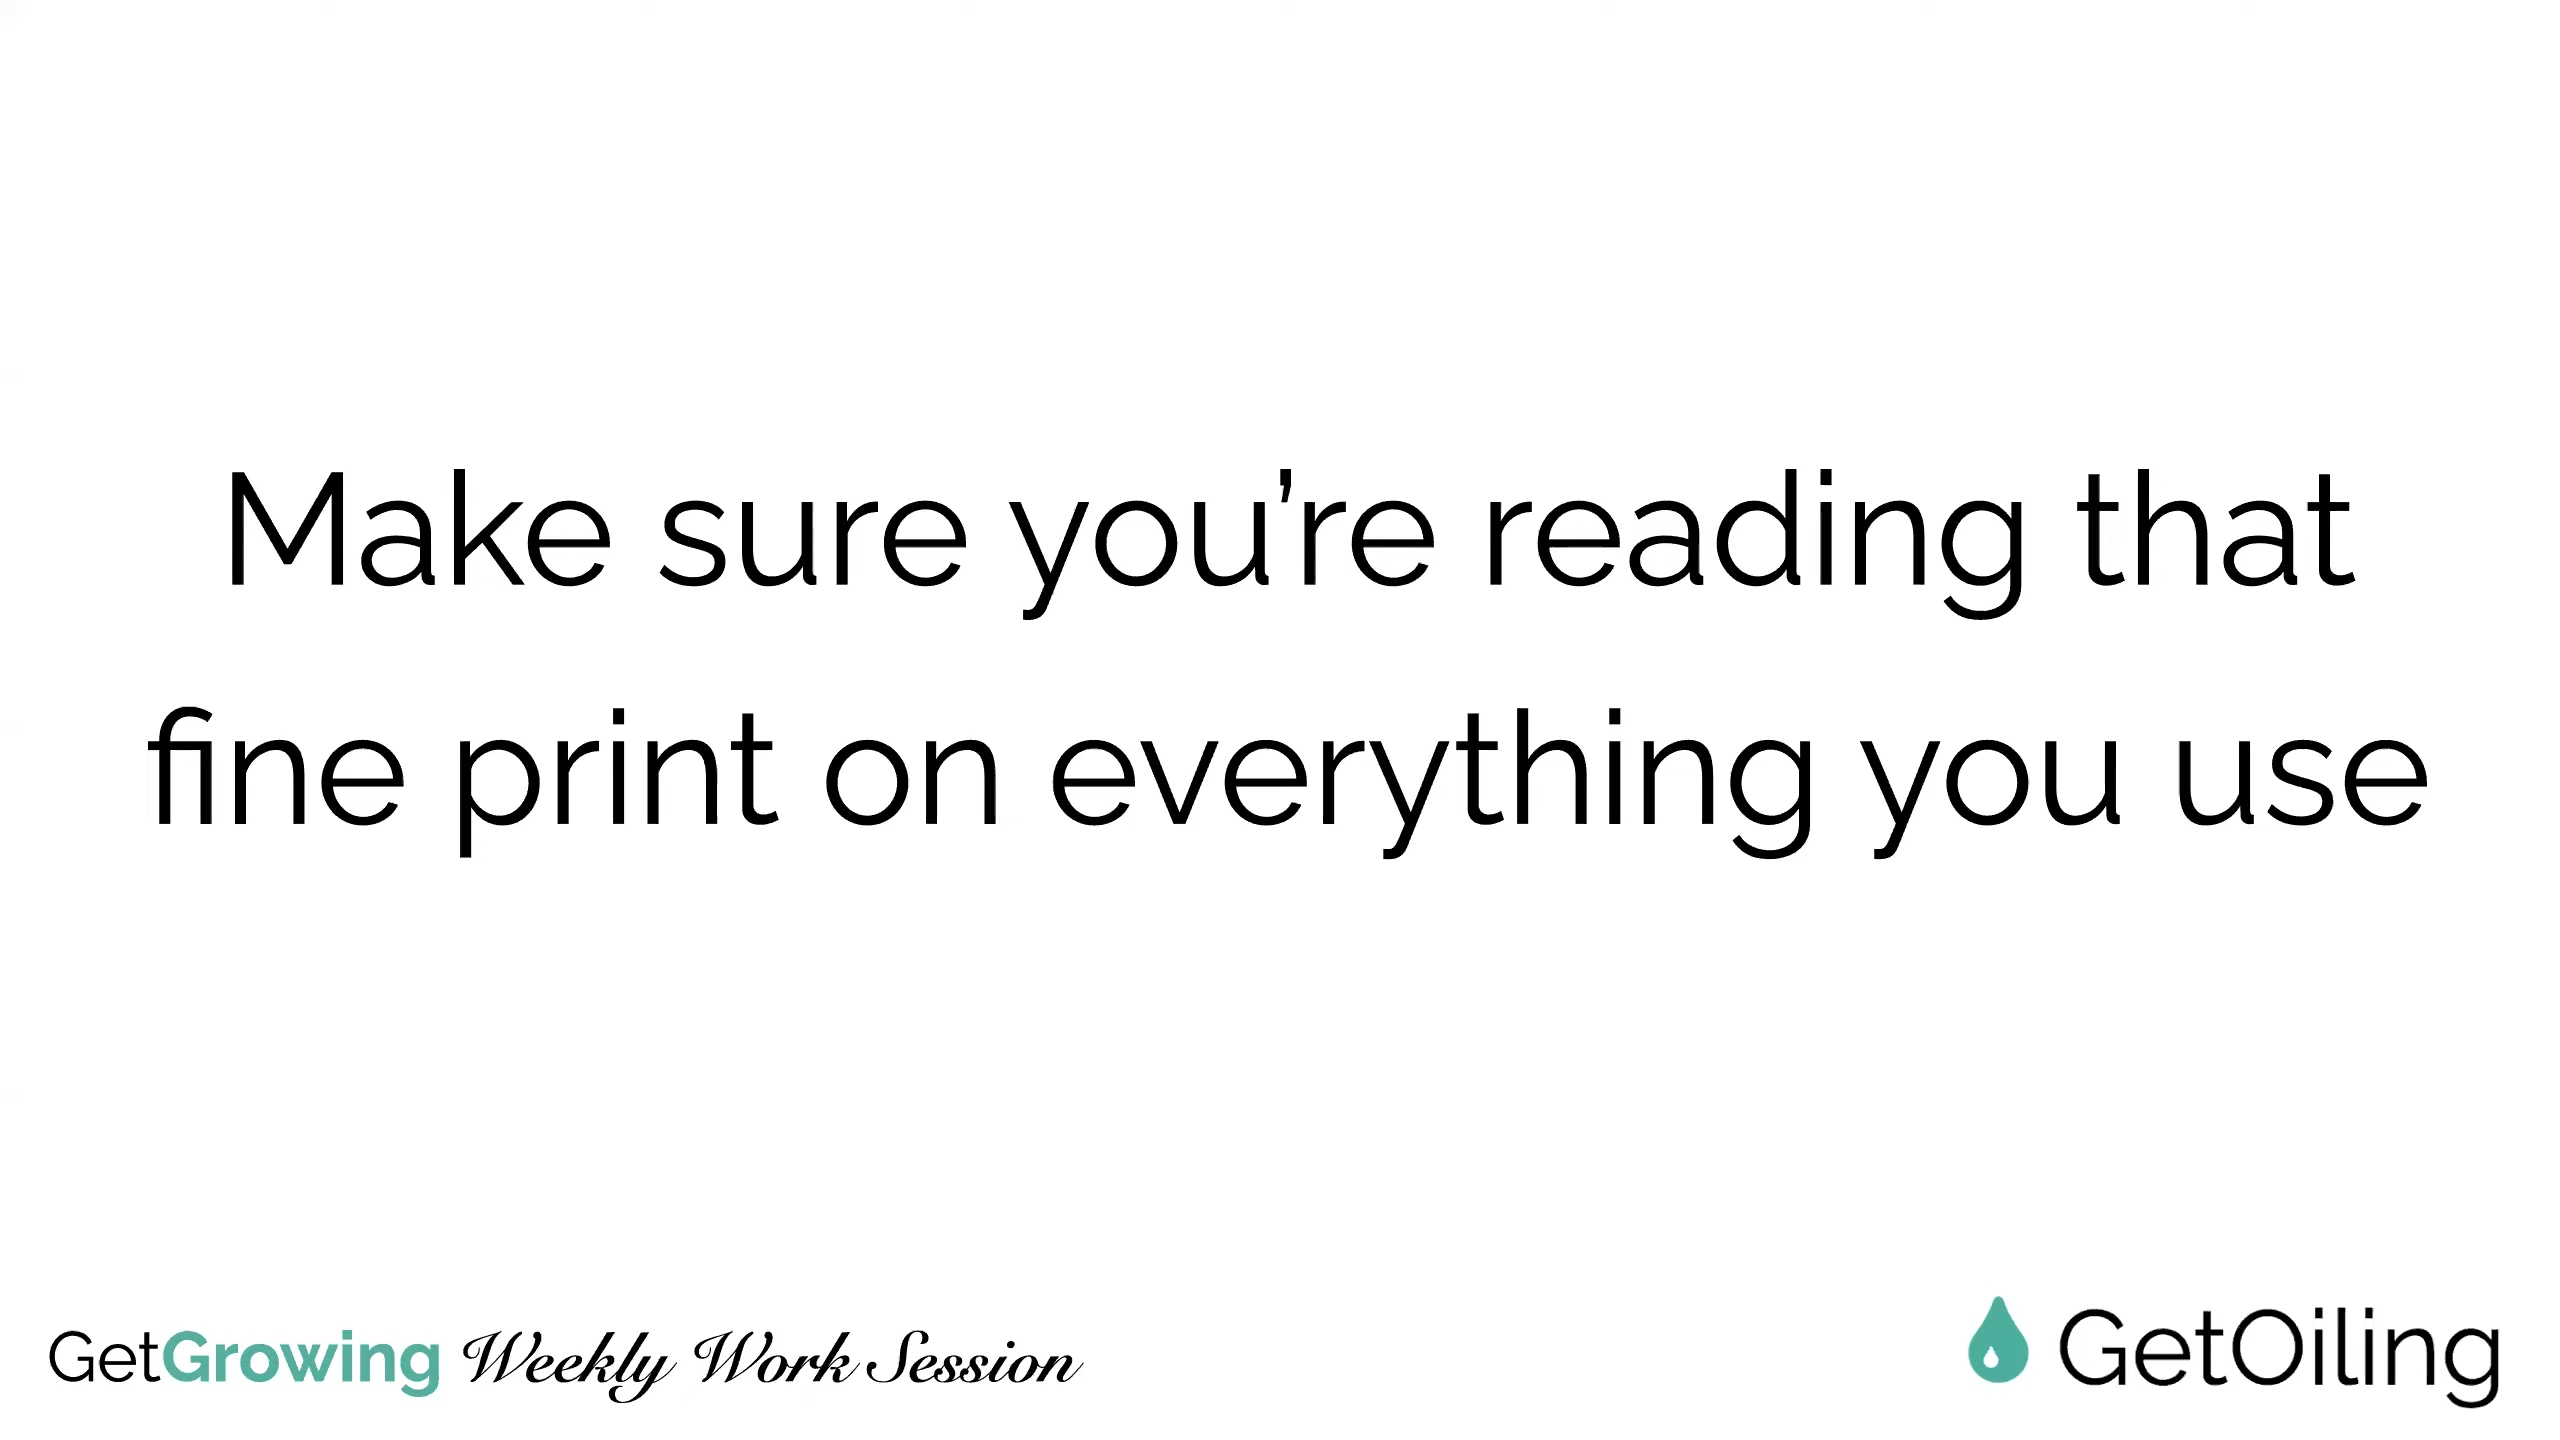 Make sure you’re reading that
fine print on everything you use
GetGrowing Weekly Work Session
GetOiling